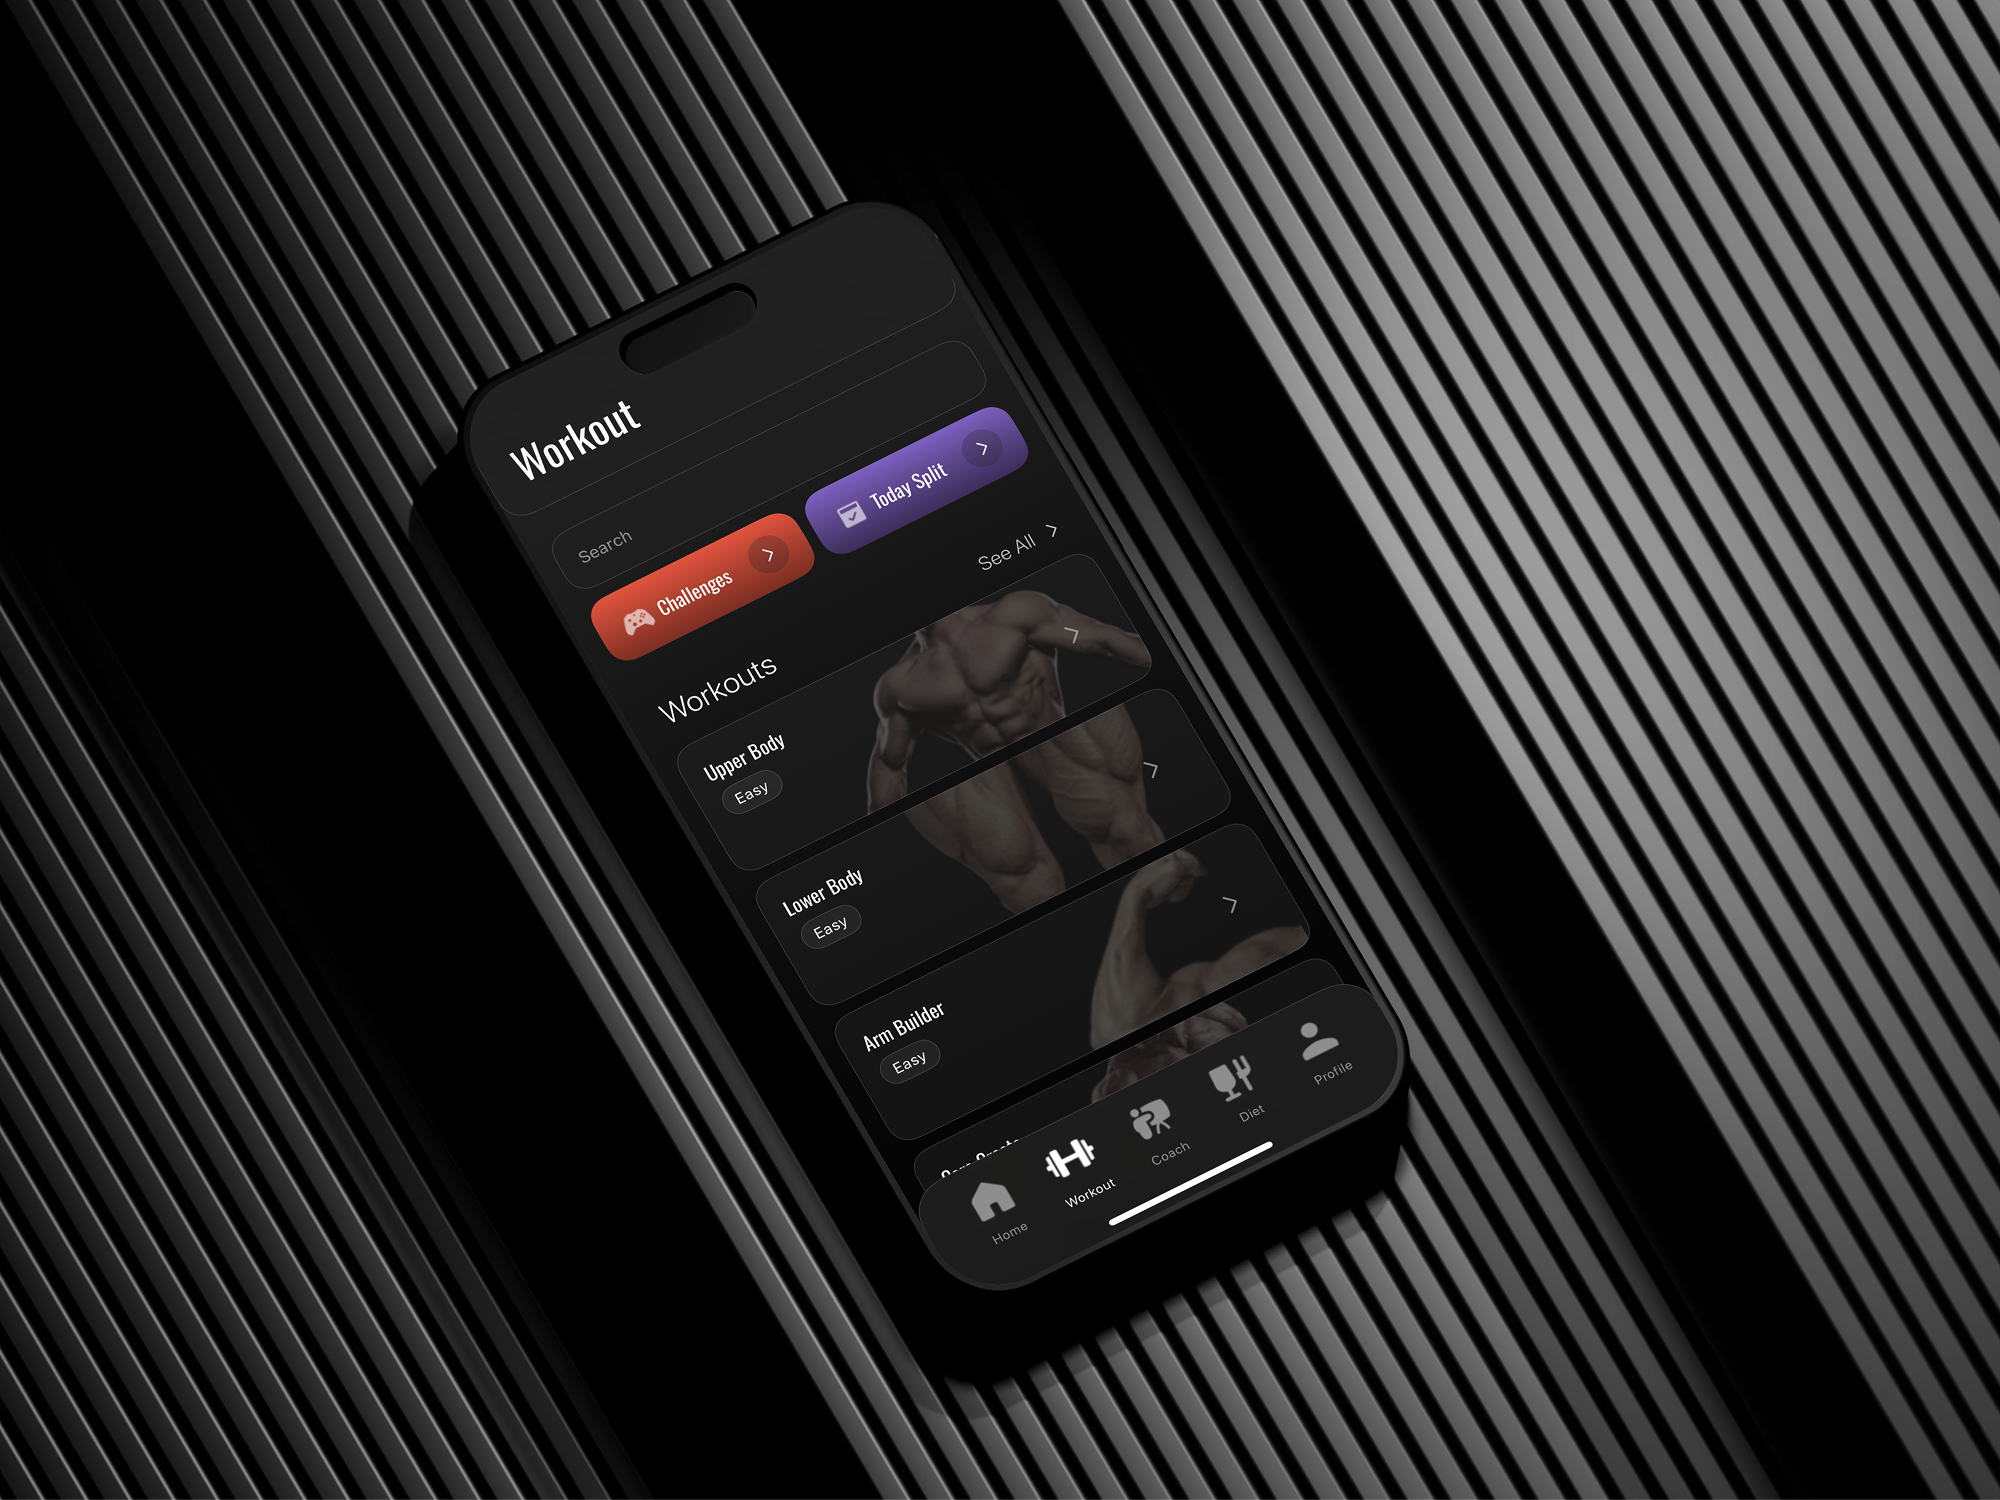 Workout
Search
Challenges
Today Split
Workouts
See All
Upper Body
Easy
Lower Body
Easy
Arm Builder
Easy
Home
Workout
Coach
Diet
Profile